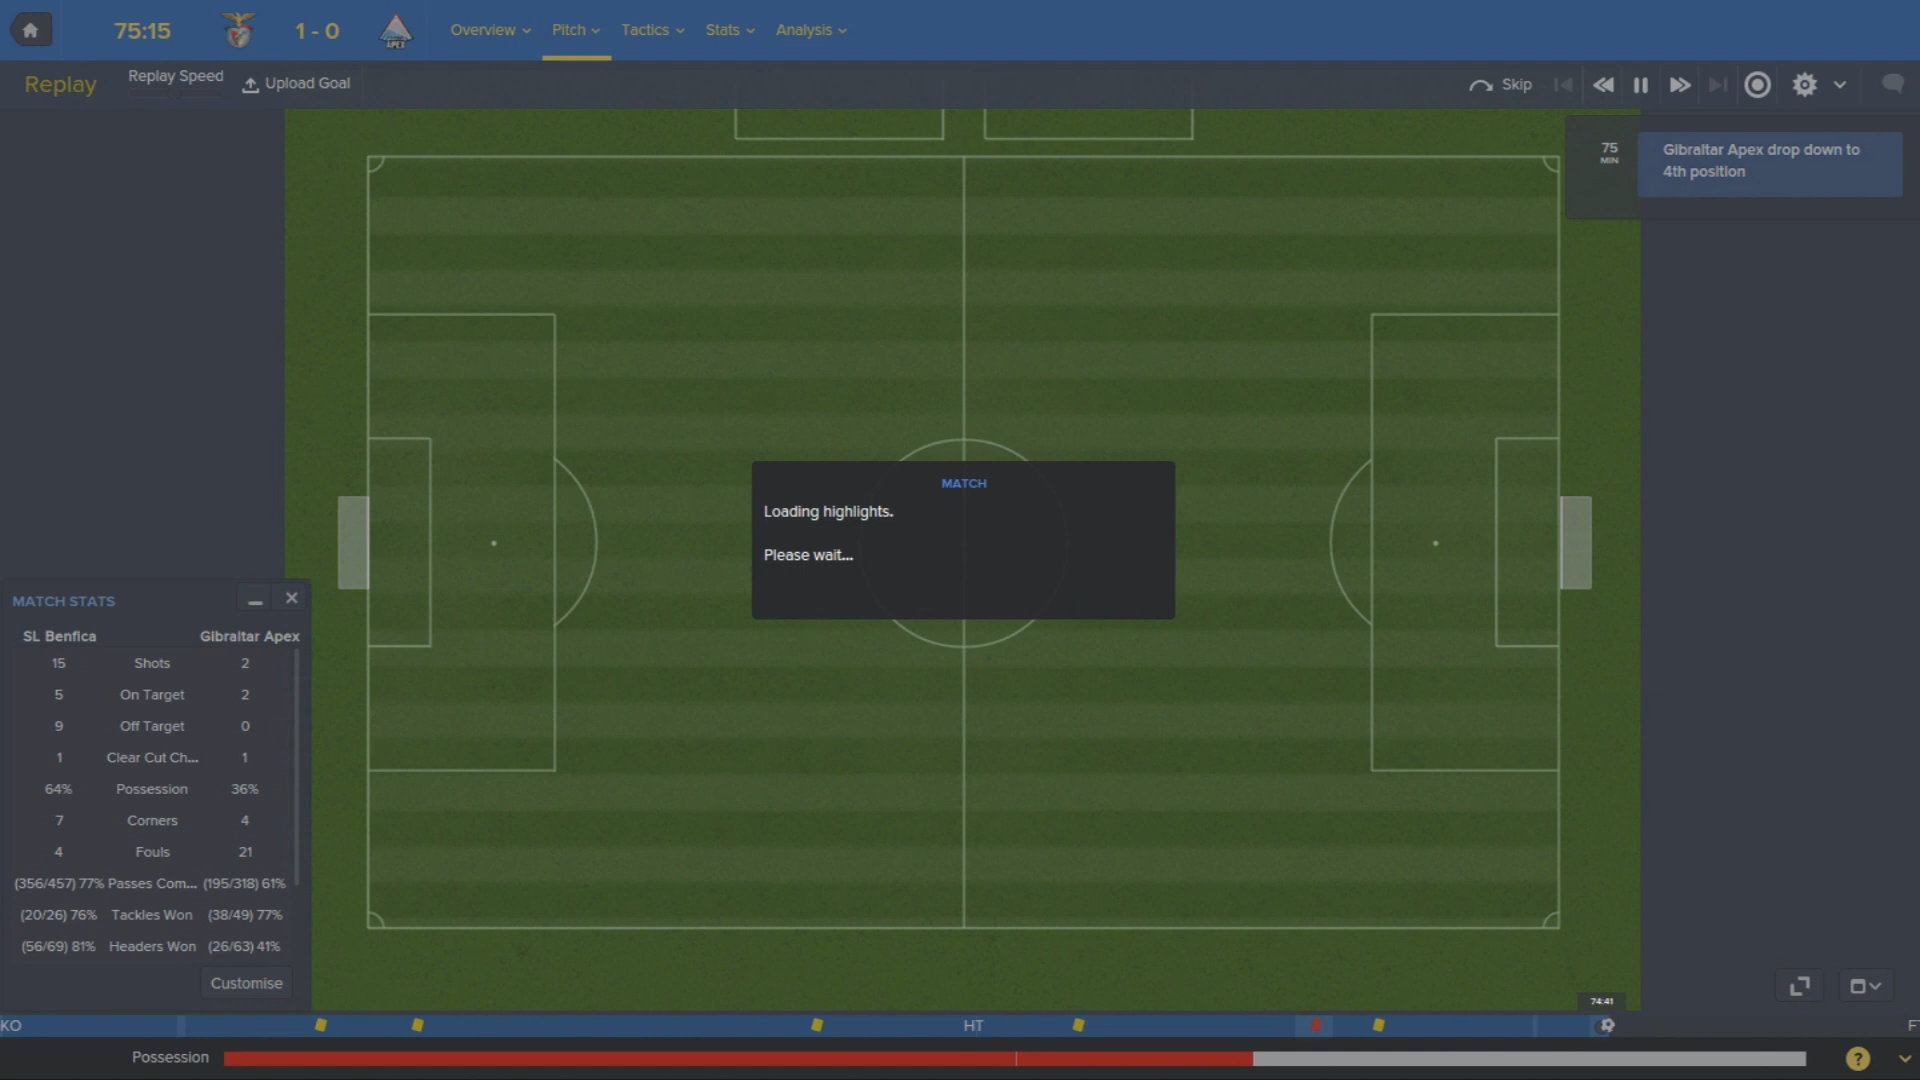 75:15
1 - 0
APEX
Overview
Pitch
Tactics
Stats
Analysis
Replay
Replay Speed
Upload Goal
Skip
75
MIN
Gibraltar Apex drop down to
4th position
MATCH
Loading highlights.
Please wait...
MATCH STATS
SL Benfica Gibraltar Apex
15 Shots 2
5 On Target 2
9 Off Target 0
1 Clear Cut Ch... 1
64% Possession 36%
7 Corners 4
4 Fouls 21
(356/457) 77% Passes Com... (195/318) 61%
(20/26) 76% Tackles Won (38/49) 77%
(56/69) 81% Headers Won (26/63) 41%
Customise
74:41
KO HT F
Possession
?